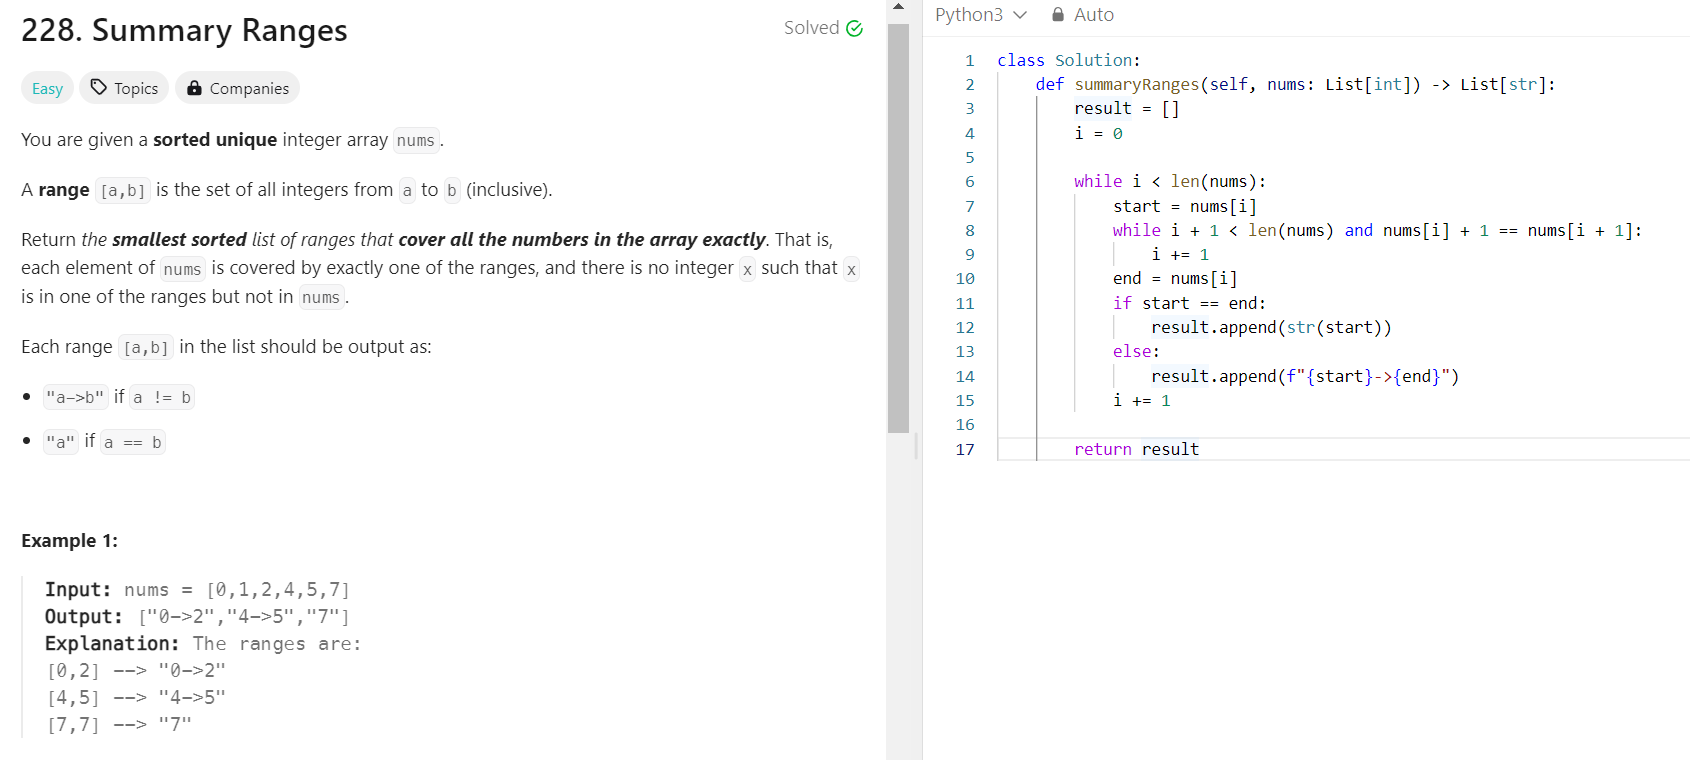 228. Summary Ranges
Solved
Easy
Topics
Companies
You are given a sorted unique integer array nums.
A range [a,b] is the set of all integers from a to b (inclusive).
Return the smallest sorted list of ranges that cover all the numbers in the array exactly. That is,
each element of nums is covered by exactly one of the ranges, and there is no integer x such that x
is in one of the ranges but not in nums.
Each range [a,b] in the list should be output as:
• "a->b" if a != b
• "a" if a == b
Example 1:
Input: nums = [0,1,2,4,5,7]
Output: ["0->2","4->5","7"]
Explanation: The ranges are:
[0,2] --> "0->2"
[4,5] --> "4->5"
[7,7] --> "7"
Python3
Auto
1 class Solution:
2     def summaryRanges(self, nums: List[int]) -> List[str]:
3         result = []
4         i = 0
5
6         while i < len(nums):
7             start = nums[i]
8             while i + 1 < len(nums) and nums[i] + 1 == nums[i + 1]:
9                 i += 1
10             end = nums[i]
11             if start == end:
12                 result.append(str(start))
13             else:
14                 result.append(f"{start}->{end}")
15             i += 1
16
17         return result